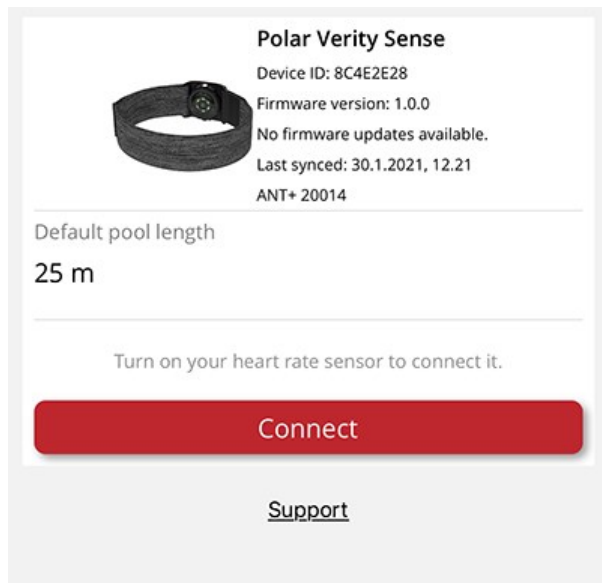 Polar Verity Sense
Device ID: 8C4E2E28
Firmware version: 1.0.0
No firmware updates available.
Last synced: 30.1.2021, 12.21
ANT+ 20014
Default pool length
25 m
Turn on your heart rate sensor to connect it.
Connect
Support